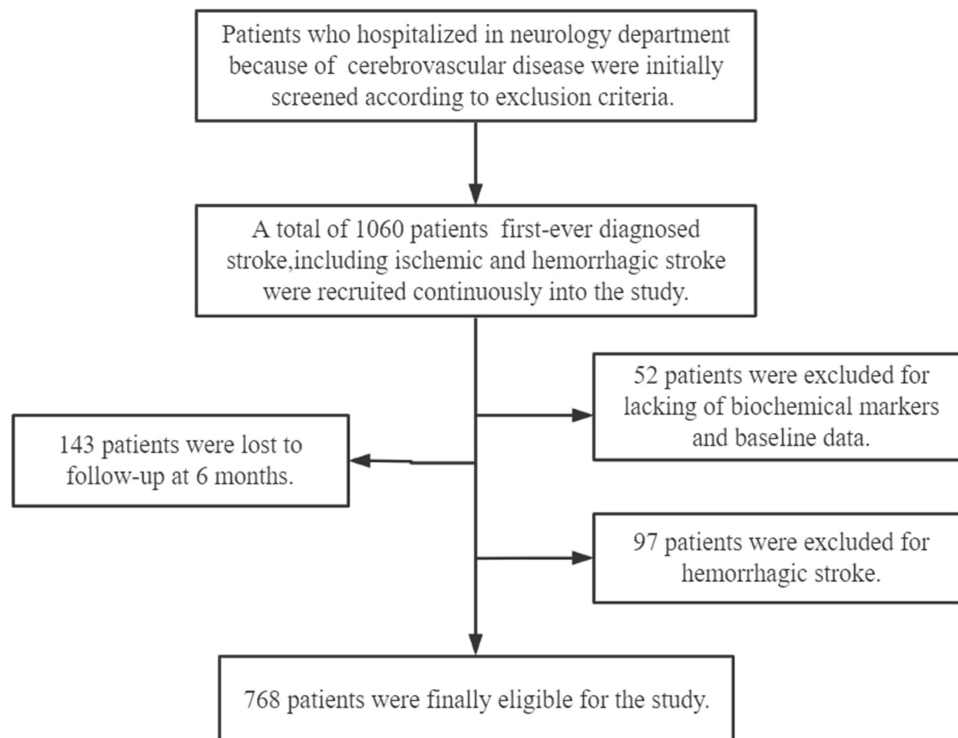 Patients who hospitalized in neurology department
because of cerebrovascular disease were initially
screened according to exclusion criteria.
A total of 1060 patients first-ever diagnosed
stroke,including ischemic and hemorrhagic stroke
were recruited continuously into the study.
52 patients were excluded for
lacking of biochemical markers
and baseline data.
143 patients were lost to
follow-up at 6 months.
97 patients were excluded for
hemorrhagic stroke.
768 patients were finally eligible for the study.